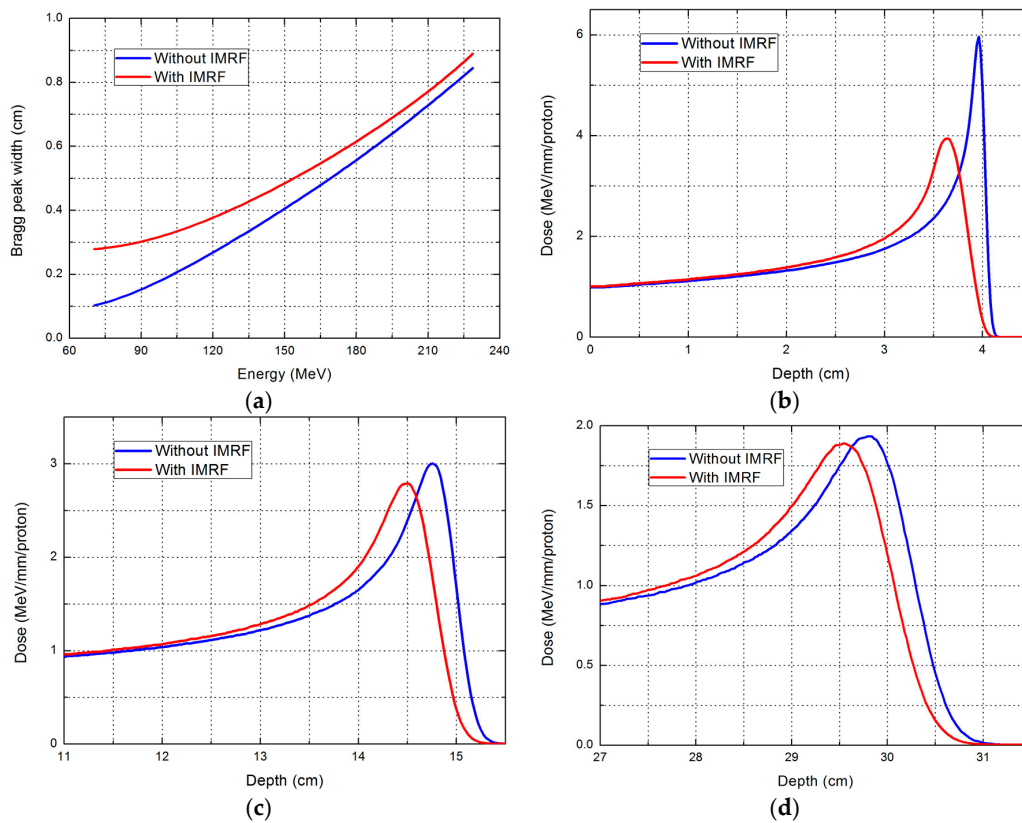 1.0
0.8
0.6
0.4
0.2
0.0
Bragg peak width (cm)
Without IMRF
With IMRF
60 90 120 150 180 210 240
Energy (MeV)
(a)
6
4
2
0
Dose (MeV/mm/proton)
Without IMRF
With IMRF
0 1 2 3 4
Depth (cm)
(b)
3
2
1
0
Dose (MeV/mm/proton)
Without IMRF
With IMRF
11 12 13 14 15
Depth (cm)
(c)
2.0
1.5
1.0
0.5
0.0
Dose (MeV/mm/proton)
Without IMRF
With IMRF
27 28 29 30 31
Depth (cm)
(d)